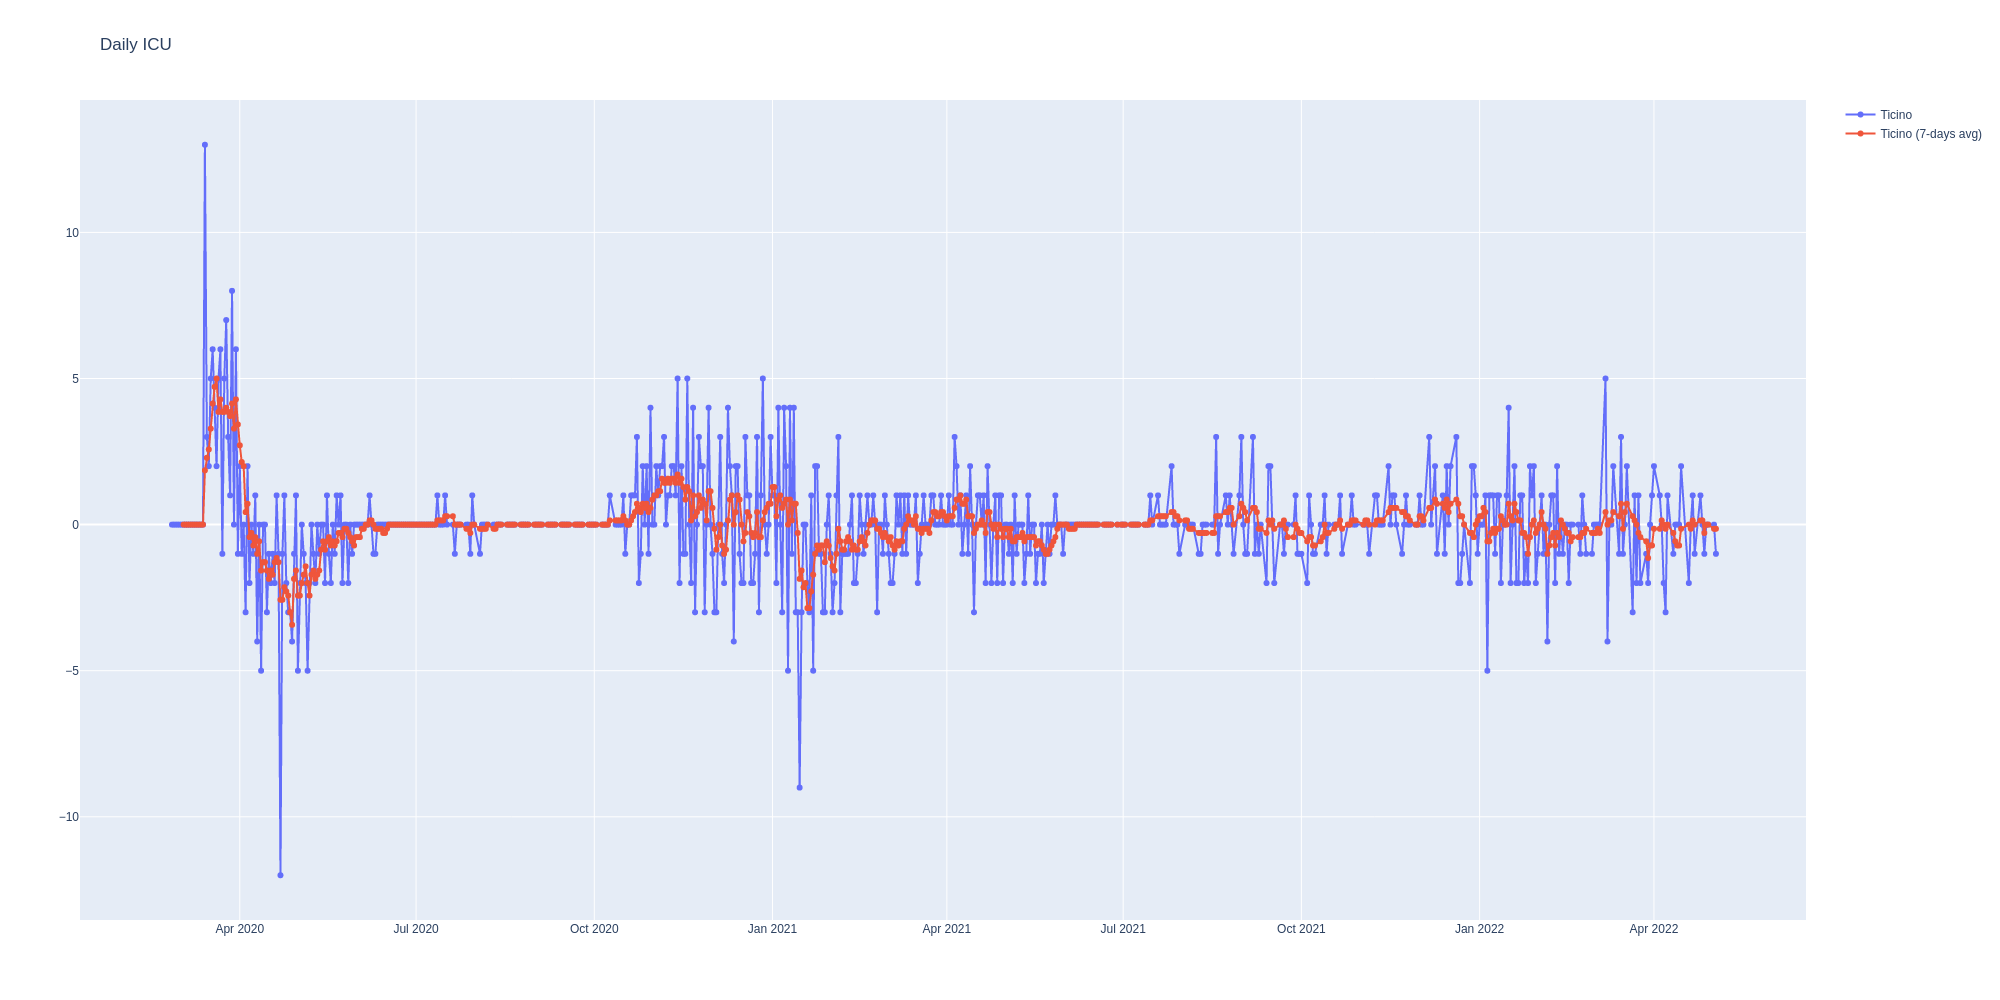 Daily ICU
Ticino
Ticino (7-days avg)
10
5
0
−5
−10
Apr 2020
Jul 2020
Oct 2020
Jan 2021
Apr 2021
Jul 2021
Oct 2021
Jan 2022
Apr 2022